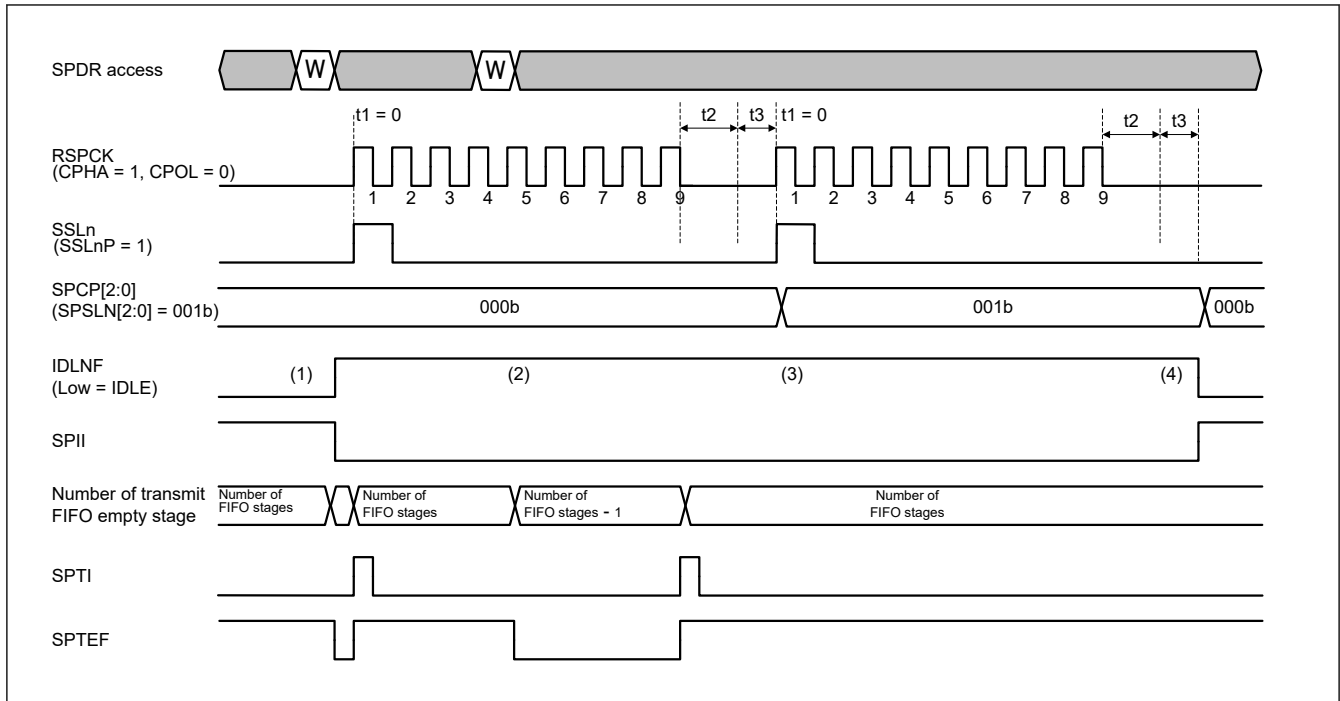 SPDR access
W
W
t1 = 0
t2
t3
t1 = 0
t2
t3
RSPCK
(CPHA = 1, CPOL = 0)
1 2 3 4 5 6 7 8 9 1 2 3 4 5 6 7 8 9
SSLn
(SSLnP = 1)
SPCP[2:0]
(SPSLN[2:0] = 001b)
000b
001b
000b
IDLNF
(Low = IDLE)
(1)
(2)
(3)
(4)
SPII
Number of transmit
FIFO empty stage
Number of
FIFO stages
Number of
FIFO stages
Number of
FIFO stages - 1
Number of
FIFO stages
SPTI
SPTEF